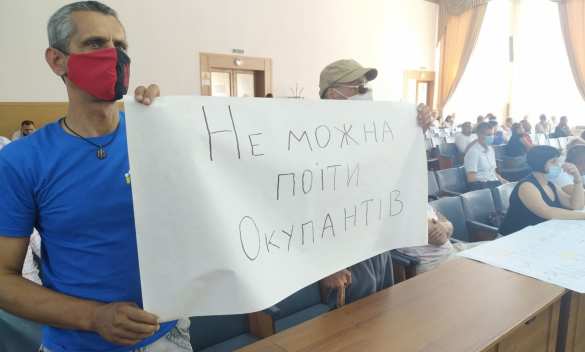 Не можна
поїти
Окупантів